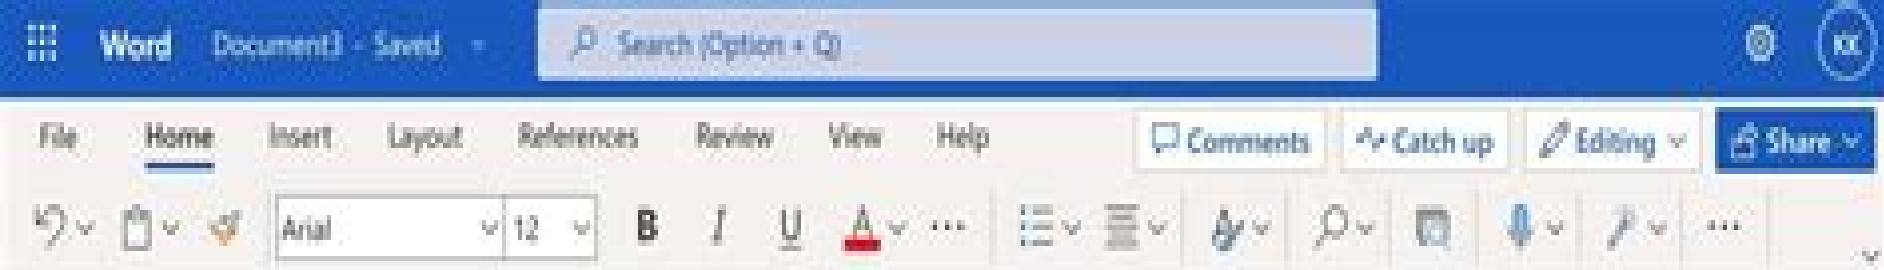 Word Document3 - Saved Search (Option + Q) KK
File Home Insert Layout References Review View Help Comments Catch up Editing Share
Arial 12 B I U A ...